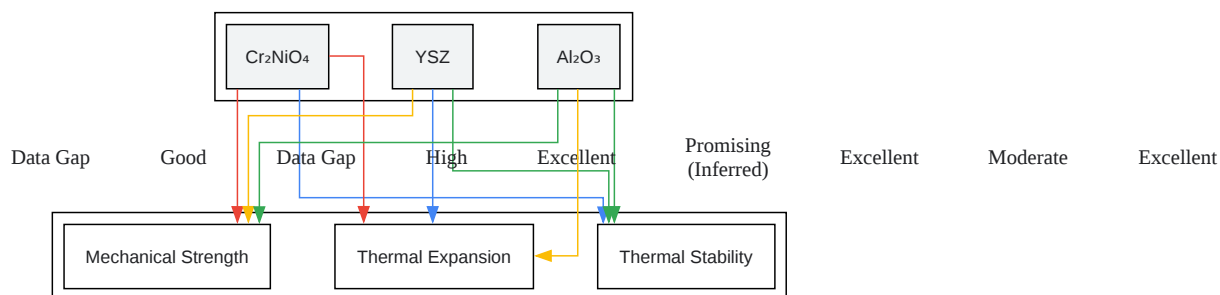 Cr₂NiO₄
YSZ
Al₂O₃
Data Gap
Good
Data Gap
High
Excellent
Promising
(Inferred)
Excellent
Moderate
Excellent
Mechanical Strength
Thermal Expansion
Thermal Stability